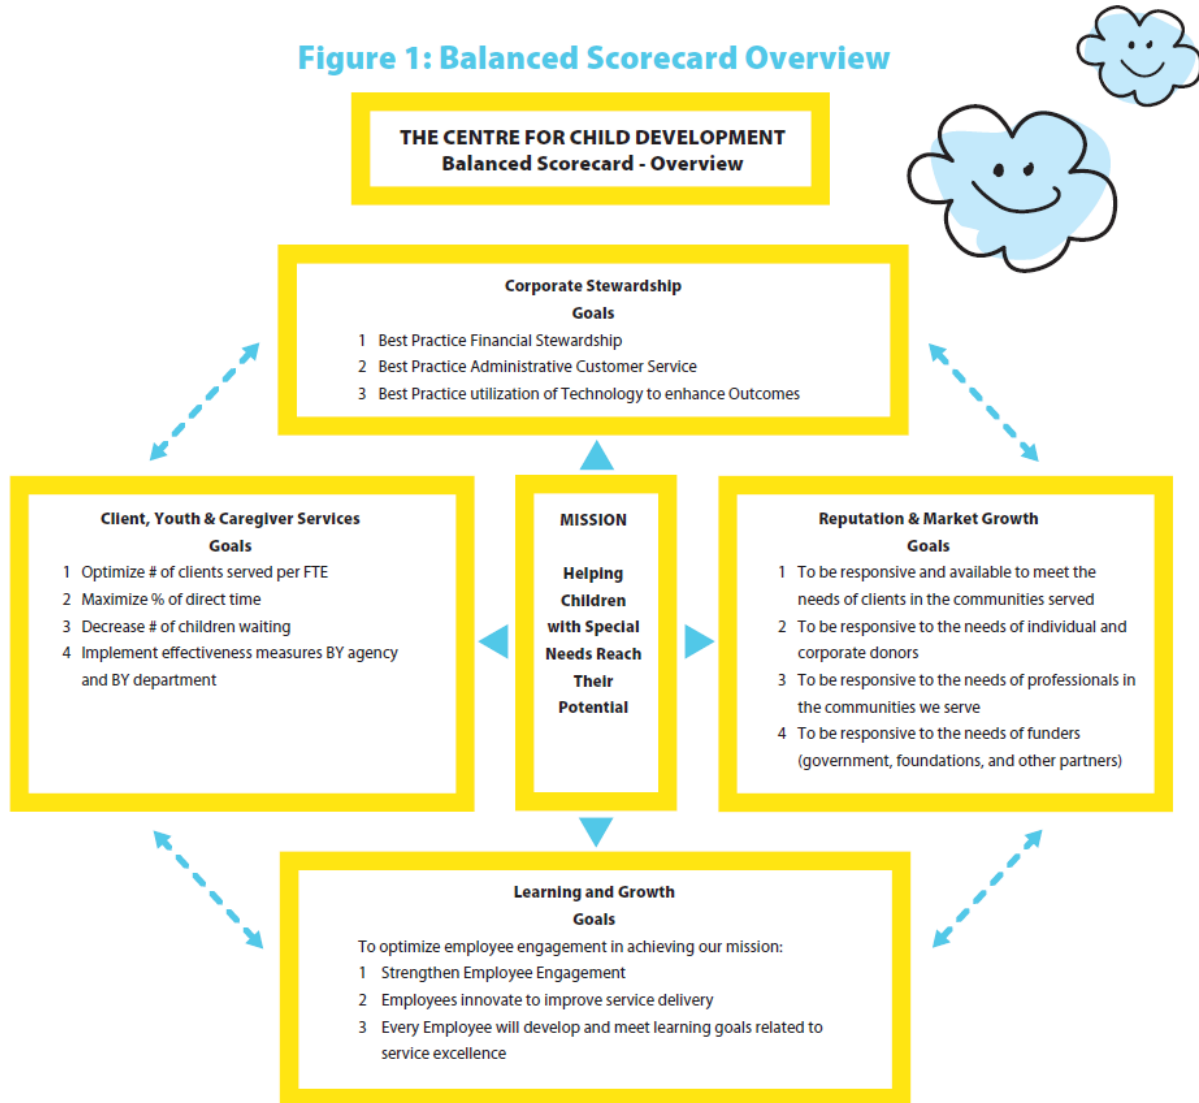 Figure 1: Balanced Scorecard Overview
THE CENTRE FOR CHILD DEVELOPMENT
Balanced Scorecard - Overview
Corporate Stewardship
Goals
1 Best Practice Financial Stewardship
2 Best Practice Administrative Customer Service
3 Best Practice utilization of Technology to enhance Outcomes
Client, Youth & Caregiver Services
Goals
1 Optimize # of clients served per FTE
2 Maximize % of direct time
3 Decrease # of children waiting
4 Implement effectiveness measures BY agency
and BY department
MISSION
Helping
Children
with Special
Needs Reach
Their
Potential
Reputation & Market Growth
Goals
1 To be responsive and available to meet the
needs of clients in the communities served
2 To be responsive to the needs of individual and
corporate donors
3 To be responsive to the needs of professionals in
the communities we serve
4 To be responsive to the needs of funders
(government, foundations, and other partners)
Learning and Growth
Goals
To optimize employee engagement in achieving our mission:
1 Strengthen Employee Engagement
2 Employees innovate to improve service delivery
3 Every Employee will develop and meet learning goals related to
service excellence